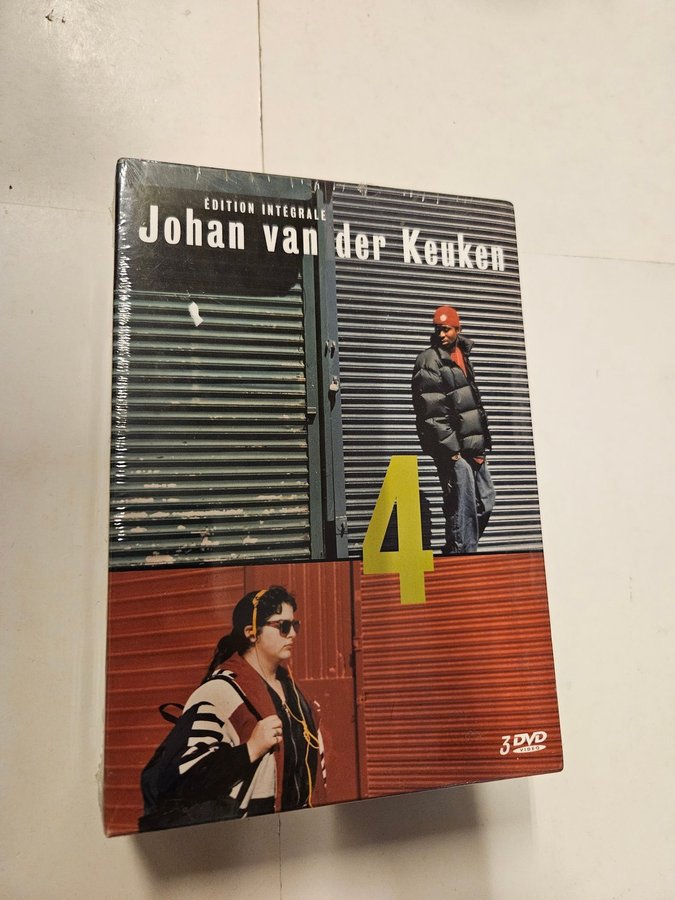 ÉDITION INTÉGRALE
Johan van der Keuken
4
3 DVD
VIDEO